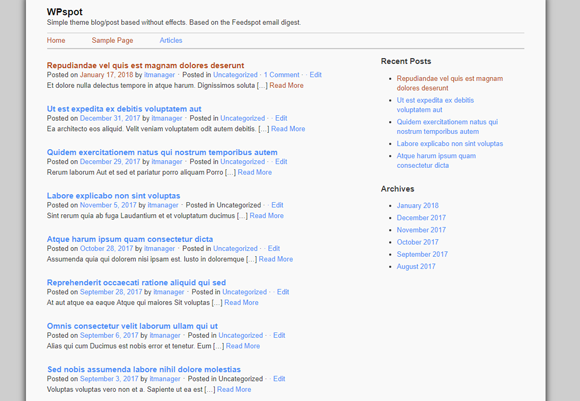 WPspot
Simple theme blog/post based without effects. Based on the Feedspot email digest.
Home Sample Page Articles
Repudiandae vel quis est magnam dolores deserunt
Posted on January 17, 2018 by itmanager · Posted in Uncategorized · 1 Comment · · Edit
Et dolore nulla delectus tempore in atque harum. Dignissimos soluta […] Read More
Ut est expedita ex debitis voluptatem aut
Posted on December 31, 2017 by itmanager · Posted in Uncategorized · · Edit
Ea architecto eos aliquid. Velit veniam voluptatem odit autem debitis. […] Read More
Quidem exercitationem natus qui nostrum temporibus autem
Posted on December 29, 2017 by itmanager · Posted in Uncategorized · · Edit
Rerum laborum Aut et sed et pariatur porro aliquam Porro […] Read More
Labore explicabo non sint voluptas
Posted on November 5, 2017 by itmanager · Posted in Uncategorized · · Edit
Sint rerum quia ab fuga Laudantium et et voluptatum ducimus […] Read More
Atque harum ipsum quam consectetur dicta
Posted on October 28, 2017 by itmanager · Posted in Uncategorized · · Edit
Assumenda quia qui dolorem nisi ipsam est. Iusto in doloremque […] Read More
Reprehenderit occaecati ratione aliquid qui sed
Posted on September 28, 2017 by itmanager · Posted in Uncategorized · · Edit
At aut atque ea eaque Atque qui maiores Sit voluptas […] Read More
Omnis consectetur velit laborum ullam qui ut
Posted on September 6, 2017 by itmanager · Posted in Uncategorized · · Edit
Alias qui cum Ducimus est nobis error et tenetur. Eum […] Read More
Sed nobis assumenda labore nihil dolore molestias
Posted on September 3, 2017 by itmanager · Posted in Uncategorized · · Edit
Voluptas voluptas vero non et a. Sapiente ut ea est […] Read More
Recent Posts
Repudiandae vel quis est magnam
dolores deserunt
Ut est expedita ex debitis
voluptatem aut
Quidem exercitationem natus qui
nostrum temporibus autem
Labore explicabo non sint voluptas
Atque harum ipsum quam
consectetur dicta
Archives
January 2018
December 2017
November 2017
October 2017
September 2017
August 2017